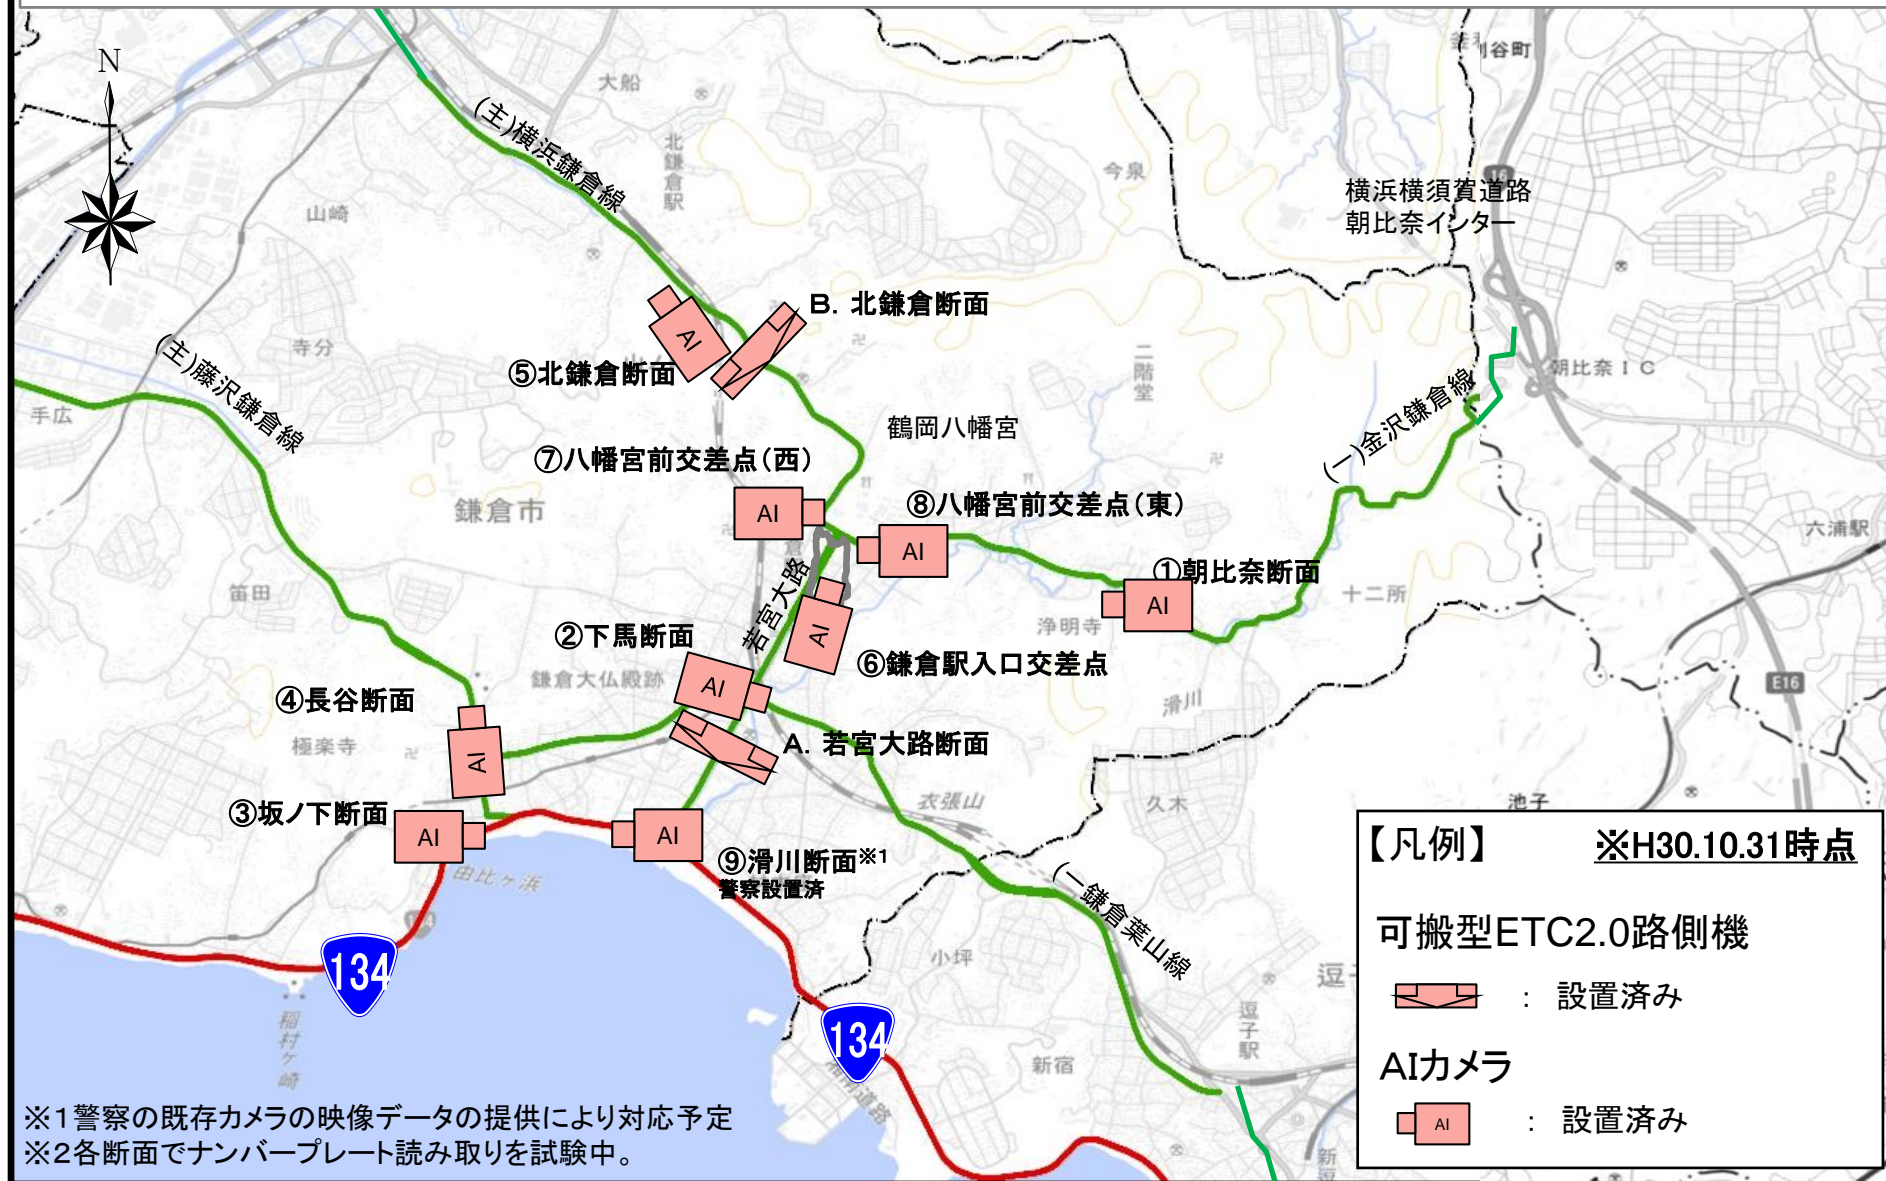 N
大船
釜利谷町
(主)横浜鎌倉線
北鎌倉駅
今泉
16
横浜横須賀道路
朝比奈インター
山崎
B. 北鎌倉断面
AI
⑤北鎌倉断面
(主)藤沢鎌倉線
寺分
二階堂
朝比奈IC
手広
鶴岡八幡宮
(一)金沢鎌倉線
⑦八幡宮前交差点(西)
AI
⑧八幡宮前交差点(東)
AI
鎌倉市
六浦駅
若宮大路
①朝比奈断面
AI
十二所
笛田
浄明寺
②下馬断面
AI
AI
⑥鎌倉駅入口交差点
鎌倉大仏殿跡
E16
④長谷断面
AI
滑川
極楽寺
A. 若宮大路断面
③坂ノ下断面
AI
AI
衣張山
久木
池子
⑨滑川断面※1
警察設置済
由比ヶ浜
(一鎌倉葉山線
134
小坪
逗子駅
稲村ケ崎
134
新宿
湘南道路
【凡例】 ※H30.10.31時点
可搬型ETC2.0路側機
: 設置済み
AIカメラ
AI : 設置済み
※1警察の既存カメラの映像データの提供により対応予定
※2各断面でナンバープレート読み取りを試験中。